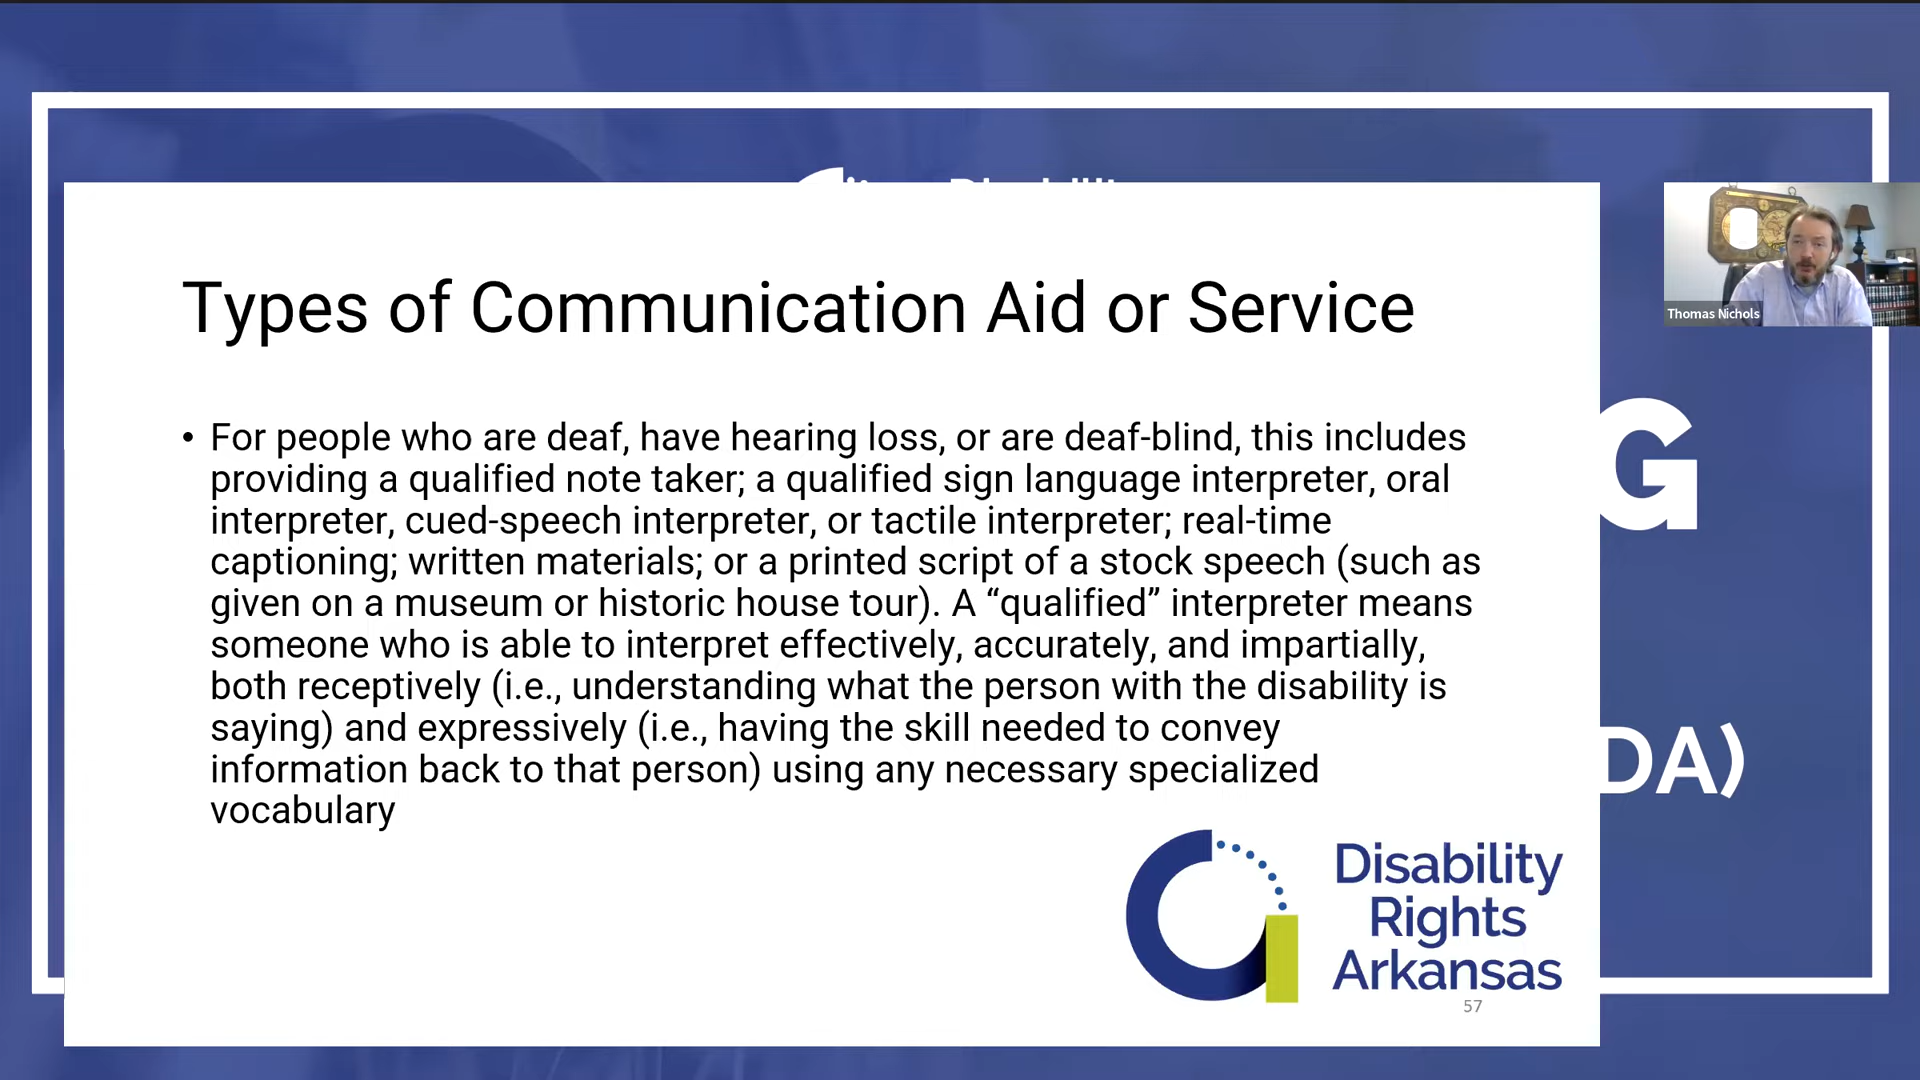 Types of Communication Aid or Service
• For people who are deaf, have hearing loss, or are deaf-blind, this includes
providing a qualified note taker; a qualified sign language interpreter, oral
interpreter, cued-speech interpreter, or tactile interpreter; real-time
captioning; written materials; or a printed script of a stock speech (such as
given on a museum or historic house tour). A “qualified” interpreter means
someone who is able to interpret effectively, accurately, and impartially,
both receptively (i.e., understanding what the person with the disability is
saying) and expressively (i.e., having the skill needed to convey
information back to that person) using any necessary specialized
vocabulary
Disability
Rights
Arkansas
57
Thomas Nichols
G
DA)